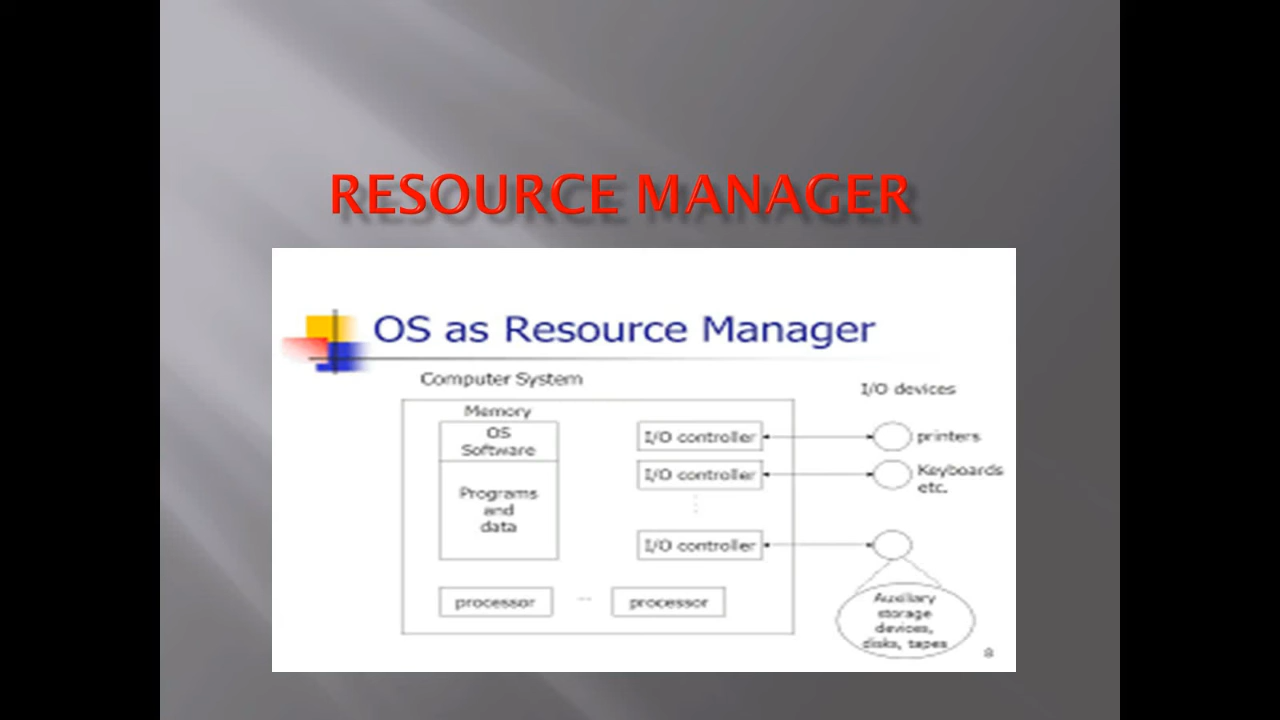 RESOURCE MANAGER
OS as Resource Manager
Computer System
I/O devices
Memory
OS
Software
Programs
and
data
I/O controller
printers
I/O controller
Keyboards
etc.
I/O controller
processor
...
processor
Auxiliary
storage
devices,
disks, tapes
8